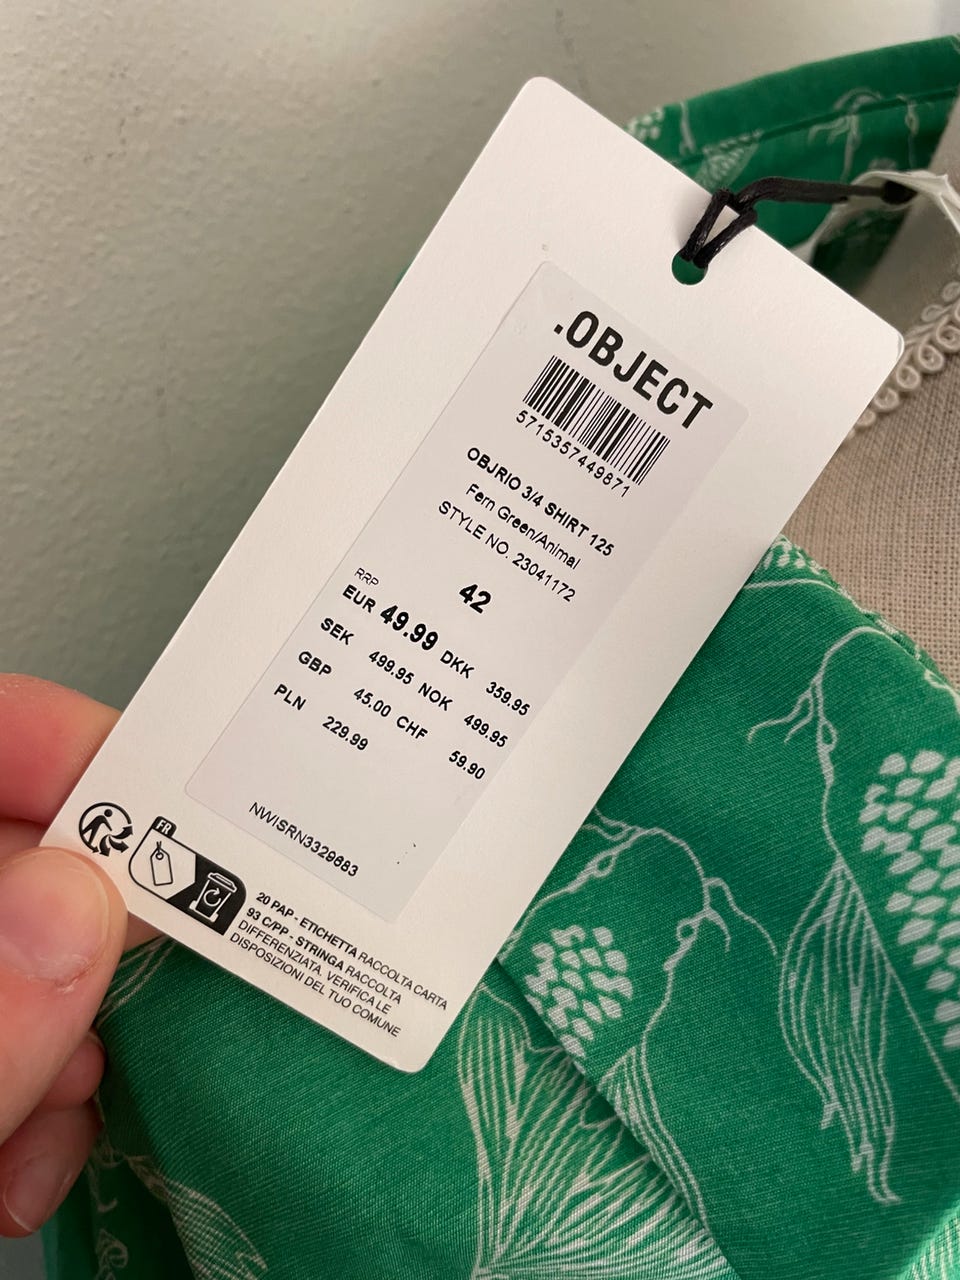 .OBJECT
5715357449871
OBJRIO 3/4 SHIRT 125
Fern Green/Animal
STYLE NO. 23041172
42
RRP
EUR 49.99 DKK 359.95
SEK 499.95 NOK 499.95
GBP 45.00 CHF 59.90
PLN 229.99
NWISRN3329683
FR
20 PAP - ETICHETTA RACCOLTA CARTA
93 C/PP - STRINGA RACCOLTA
DIFFERENZIATA. VERIFICA LE
DISPOSIZIONI DEL TUO COMUNE